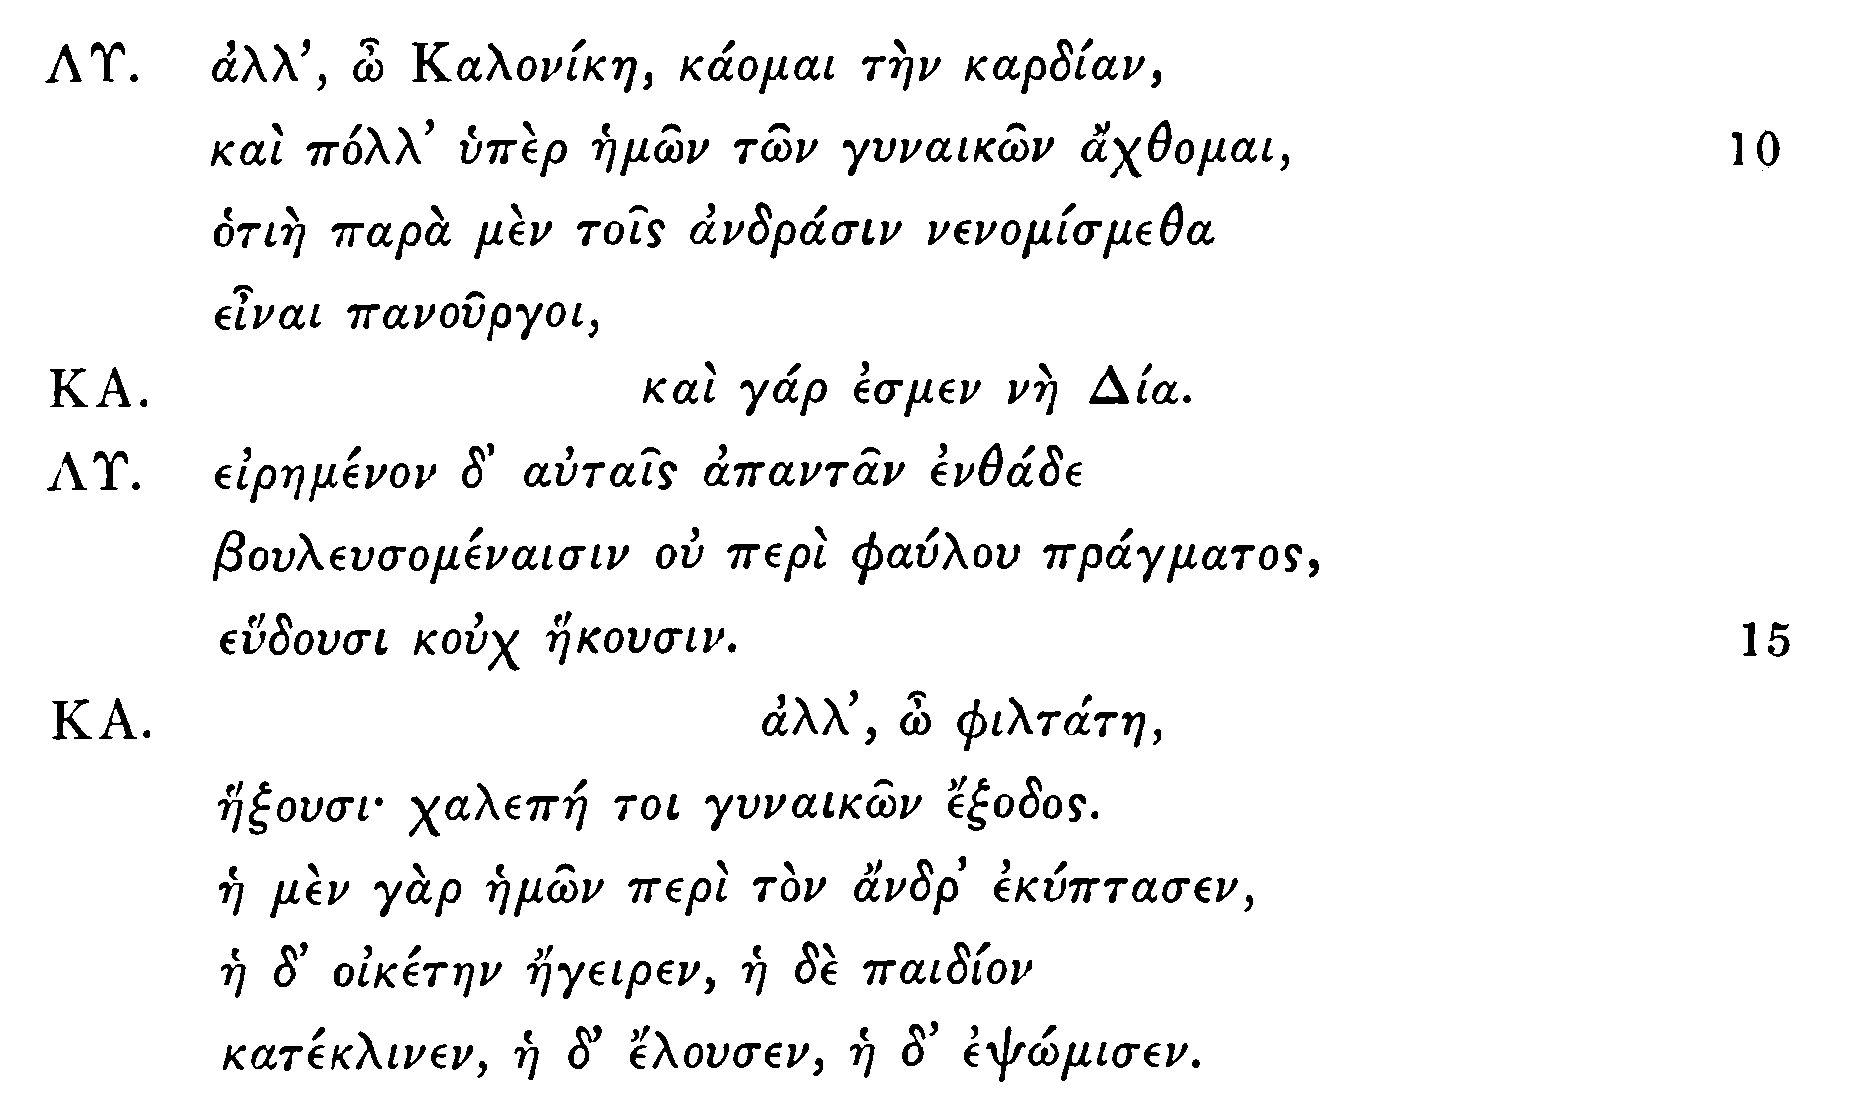 ΛΥ. ἀλλ’, ὦ Καλονίκη, κάομαι τὴν καρδίαν,
καὶ πόλλ’ ὑπὲρ ἡμῶν τῶν γυναικῶν ἄχθομαι, 10
ὁτιὴ παρὰ μὲν τοῖς ἀνδράσιν νενομίσμεθα
εἶναι πανοῦργοι,
ΚΑ. καὶ γάρ ἐσμεν νὴ Δία.
ΛΥ. εἰρημένον δ’ αὐταῖς ἀπαντᾶν ἐνθάδε
βουλευσομέναισιν οὐ περὶ φαύλου πράγματος,
εὕδουσι κοὐχ ἥκουσιν. 15
ΚΑ. ἀλλ’, ὦ φιλτάτη,
ἥξουσι· χαλεπή τοι γυναικῶν ἔξοδος.
ἡ μὲν γὰρ ἡμῶν περὶ τὸν ἄνδρ’ ἐκύπτασεν,
ἡ δ’ οἰκέτην ἤγειρεν, ἡ δὲ παιδίον
κατέκλινεν, ἡ δ’ ἔλουσεν, ἡ δ’ ἐψώμισεν.